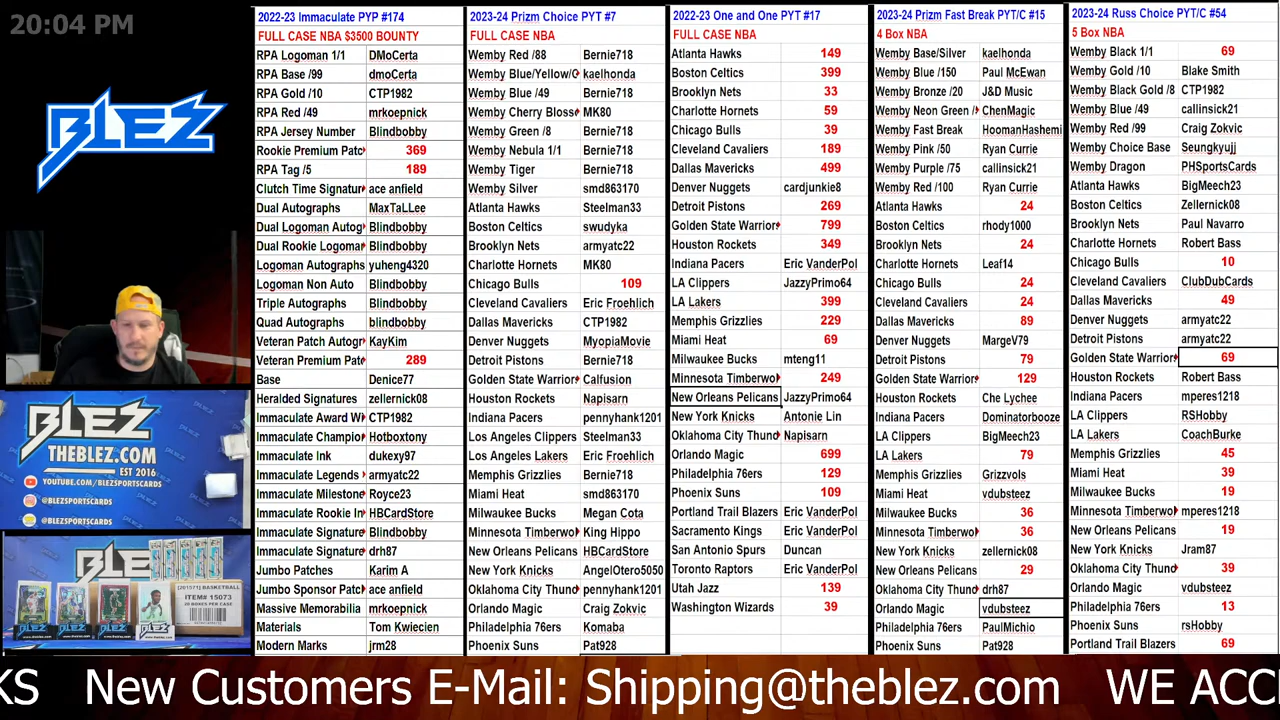 20:04 PM
BLEZ
BLEZ
THEBLEZ.COM
EST 2016
YOUTUBE.COM/BLEZSPORTSCARDS
@BLEZSPORTSCARDS
@BLEZSPORTSCARDS
[201571] BASKETBALL
ITEM# 15073
20 BOXES PER CASE
2022-23 Immaculate PYP #174
FULL CASE NBA $3500 BOUNTY
RPA Logoman 1/1 DMoCerta
RPA Base /99 dmoCerta
RPA Gold /10 CTP1982
RPA Red /49 mrkoepnick
RPA Jersey Number Blindbobby
Rookie Premium Patc 369
RPA Tag /5 189
Clutch Time Signatur ace anfield
Dual Autographs MaxTaLLee
Dual Logoman Autog Blindbobby
Dual Rookie Logoma Blindbobby
Logoman Autographs yuheng4320
Logoman Non Auto Blindbobby
Triple Autographs Blindbobby
Quad Autographs blindbobby
Veteran Patch Autogr KayKim
Veteran Premium Pat 289
Base Denice77
Heralded Signatures zellernick08
Immaculate Award W CTP1982
Immaculate Champio Hotboxtony
Immaculate Ink dukexy97
Immaculate Legends armyatc22
Immaculate Milestone Royce23
Immaculate Rookie In HBCardStore
Immaculate Signature Blindbobby
Immaculate Signature drh87
Jumbo Patches Karim A
Jumbo Sponsor Patch ace anfield
Massive Memorabilia mrkoepnick
Materials Tom Kwiecien
Modern Marks jrm28
2023-24 Prizm Choice PYT #7
FULL CASE NBA
Wemby Red /88 Bernie718
Wemby Blue/Yellow/G kaelhonda
Wemby Blue /49 Bernie718
Wemby Cherry Bloss MK80
Wemby Green /8 Bernie718
Wemby Nebula 1/1 Bernie718
Wemby Tiger Bernie718
Wemby Silver smd863170
Atlanta Hawks Steelman33
Boston Celtics swudyka
Brooklyn Nets armyatc22
Charlotte Hornets MK80
Chicago Bulls 109
Cleveland Cavaliers Eric Froehlich
Dallas Mavericks CTP1982
Denver Nuggets MyopiaMovie
Detroit Pistons Bernie718
Golden State Warrior Calfusion
Houston Rockets Napisarn
Indiana Pacers pennyhank1201
Los Angeles Clippers Steelman33
Los Angeles Lakers Eric Froehlich
Memphis Grizzlies Bernie718
Miami Heat smd863170
Milwaukee Bucks Megan Cota
Minnesota Timberwo King Hippo
New Orleans Pelicans HBCardStore
New York Knicks AngelOtero5050
Oklahoma City Thund pennyhank1201
Orlando Magic Craig Zokvic
Philadelphia 76ers Komaba
Phoenix Suns Pat928
2022-23 One and One PYT #17
FULL CASE NBA
Atlanta Hawks 149
Boston Celtics 399
Brooklyn Nets 33
Charlotte Hornets 59
Chicago Bulls 39
Cleveland Cavaliers 189
Dallas Mavericks 499
Denver Nuggets cardjunkie8
Detroit Pistons 269
Golden State Warrior 799
Houston Rockets 349
Indiana Pacers Eric VanderPol
LA Clippers JazzyPrimo64
LA Lakers 399
Memphis Grizzlies 229
Miami Heat 69
Milwaukee Bucks mteng11
Minnesota Timberwo 249
New Orleans Pelicans JazzyPrimo64
New York Knicks Antonie Lin
Oklahoma City Thund Napisarn
Orlando Magic 699
Philadelphia 76ers 129
Phoenix Suns 109
Portland Trail Blazers Eric VanderPol
Sacramento Kings Eric VanderPol
San Antonio Spurs Duncan
Toronto Raptors Eric VanderPol
Utah Jazz 139
Washington Wizards 39
2023-24 Prizm Fast Break PYT/C #15
4 Box NBA
Wemby Base/Silver kaelhonda
Wemby Blue /150 Paul McEwan
Wemby Bronze /20 J&D Music
Wemby Neon Green / ChenMagic
Wemby Fast Break HoomanHashemi
Wemby Pink /50 Ryan Currie
Wemby Purple /75 callinsick21
Wemby Red /100 Ryan Currie
Atlanta Hawks 24
Boston Celtics rhody1000
Brooklyn Nets 24
Charlotte Hornets Leaf14
Chicago Bulls 24
Cleveland Cavaliers 24
Dallas Mavericks 89
Denver Nuggets MargeV79
Detroit Pistons 79
Golden State Warrior 129
Houston Rockets Che Lychee
Indiana Pacers Dominatorbooze
LA Clippers BigMeech23
LA Lakers 79
Memphis Grizzlies Grizzvols
Miami Heat vdubsteez
Milwaukee Bucks 36
Minnesota Timberwo 36
New York Knicks zellernick08
New Orleans Pelicans 29
Oklahoma City Thund drh87
Orlando Magic vdubsteez
Philadelphia 76ers PaulMichio
Phoenix Suns Pat928
2023-24 Russ Choice PYT/C #54
5 Box NBA
Wemby Black 1/1 69
Wemby Gold /10 Blake Smith
Wemby Black Gold /8 CTP1982
Wemby Blue /49 callinsick21
Wemby Red /99 Craig Zokvic
Wemby Choice Base Seungkyujj
Wemby Dragon PHSportsCards
Atlanta Hawks BigMeech23
Boston Celtics Zellernick08
Brooklyn Nets Paul Navarro
Charlotte Hornets Robert Bass
Chicago Bulls 10
Cleveland Cavaliers ClubDubCards
Dallas Mavericks 49
Denver Nuggets armyatc22
Detroit Pistons armyatc22
Golden State Warrior 69
Houston Rockets Robert Bass
Indiana Pacers mperes1218
LA Clippers RSHobby
LA Lakers CoachBurke
Memphis Grizzlies 45
Miami Heat 39
Milwaukee Bucks 19
Minnesota Timberwo mperes1218
New Orleans Pelicans 19
New York Knicks Jram87
Oklahoma City Thund 39
Orlando Magic vdubsteez
Philadelphia 76ers 13
Phoenix Suns rsHobby
Portland Trail Blazers 69
KS New Customers E-Mail: Shipping@theblez.com WE ACC